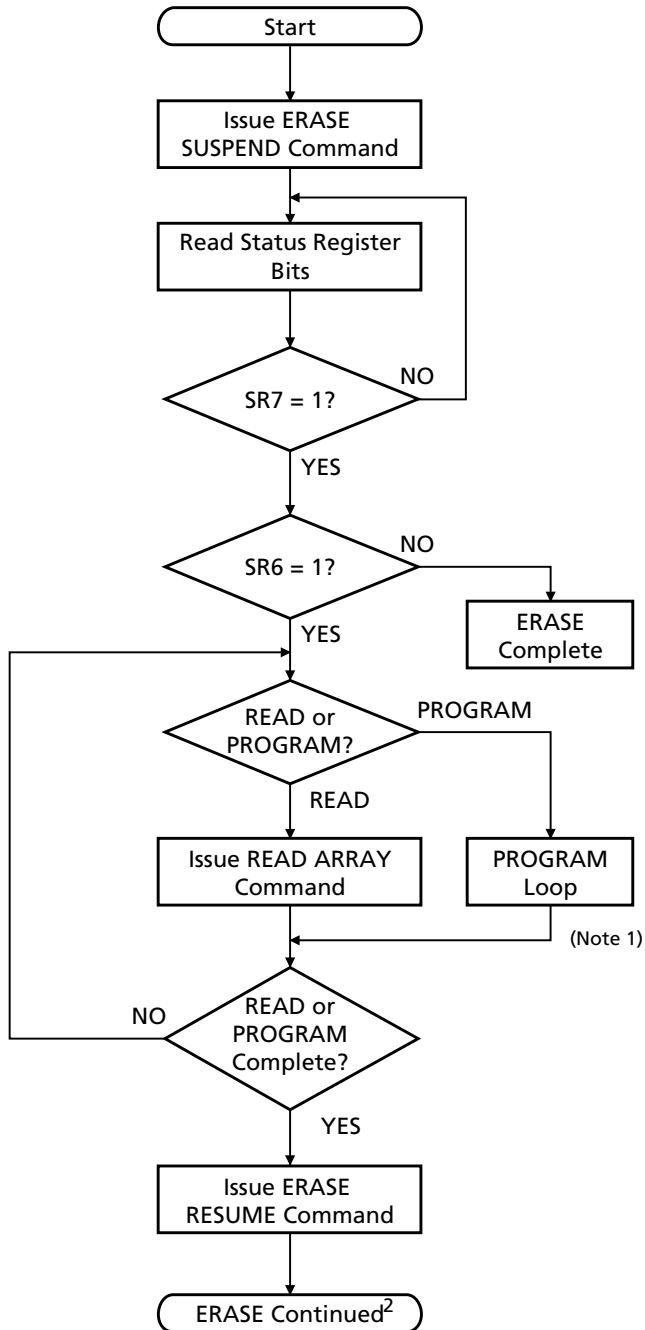 Start
Issue ERASE
SUSPEND Command
Read Status Register
Bits
NO
SR7 = 1?
YES
NO
SR6 = 1?
YES
ERASE
Complete
PROGRAM
READ or
PROGRAM?
READ
Issue READ ARRAY
Command
PROGRAM
Loop
(Note 1)
NO
READ or
PROGRAM
Complete?
YES
Issue ERASE
RESUME Command
ERASE Continued2